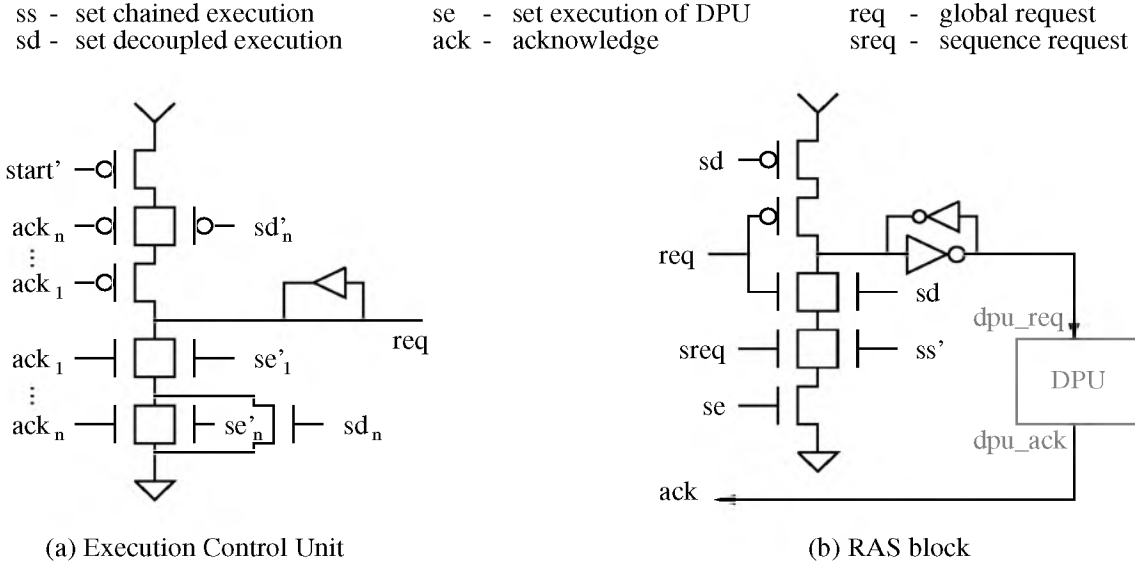 ss - set chained execution se - set execution of DPU req - global request
sd - set decoupled execution ack - acknowledge sreq - sequence request
start'
sd
ack n sd' n
req
ack 1
sd
req
dpu_req
ack 1 se' 1
sreq ss'
DPU
se
ack n se' n sd n
dpu_ack
ack
(a) Execution Control Unit (b) RAS block